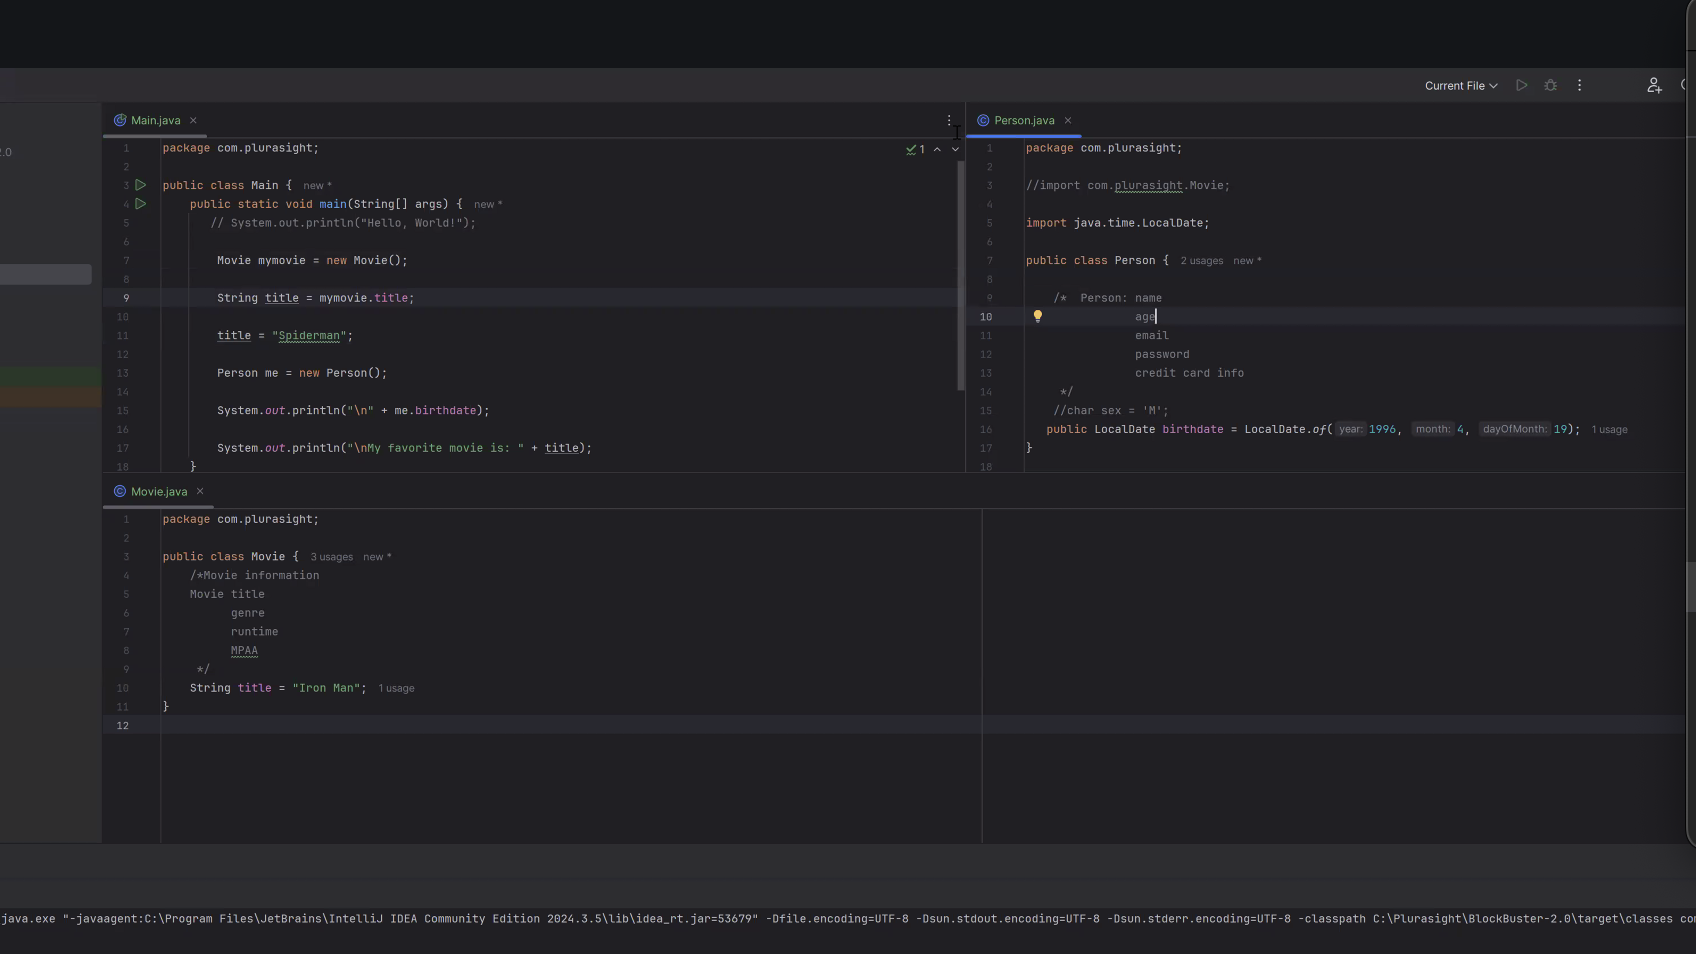 Current File
2.0
Main.java
1
1 package com.plurasight;
2
3 public class Main { new *
4 public static void main(String[] args) { new *
5 // System.out.println("Hello, World!");
6
7 Movie mymovie = new Movie();
8
9 String title = mymovie.title;
10
11 title = "Spiderman";
12
13 Person me = new Person();
14
15 System.out.println("\n" + me.birthdate);
16
17 System.out.println("\nMy favorite movie is: " + title);
18 }
Person.java
1 package com.plurasight;
2
3 //import com.plurasight.Movie;
4
5 import java.time.LocalDate;
6
7 public class Person { 2 usages new *
8
9 /* Person: name
10 age
11 email
12 password
13 credit card info
14 */
15 //char sex = 'M';
16 public LocalDate birthdate = LocalDate.of( year: 1996, month: 4, dayOfMonth: 19); 1 usage
17 }
18
Movie.java
1 package com.plurasight;
2
3 public class Movie { 3 usages new *
4 /*Movie information
5 Movie title
6 genre
7 runtime
8 MPAA
9 */
10 String title = "Iron Man"; 1 usage
11 }
12
java.exe "-javaagent:C:\Program Files\JetBrains\IntelliJ IDEA Community Edition 2024.3.5\lib\idea_rt.jar=53679" -Dfile.encoding=UTF-8 -Dsun.stdout.encoding=UTF-8 -Dsun.stderr.encoding=UTF-8 -classpath C:\Plurasight\BlockBuster-2.0\target\classes co